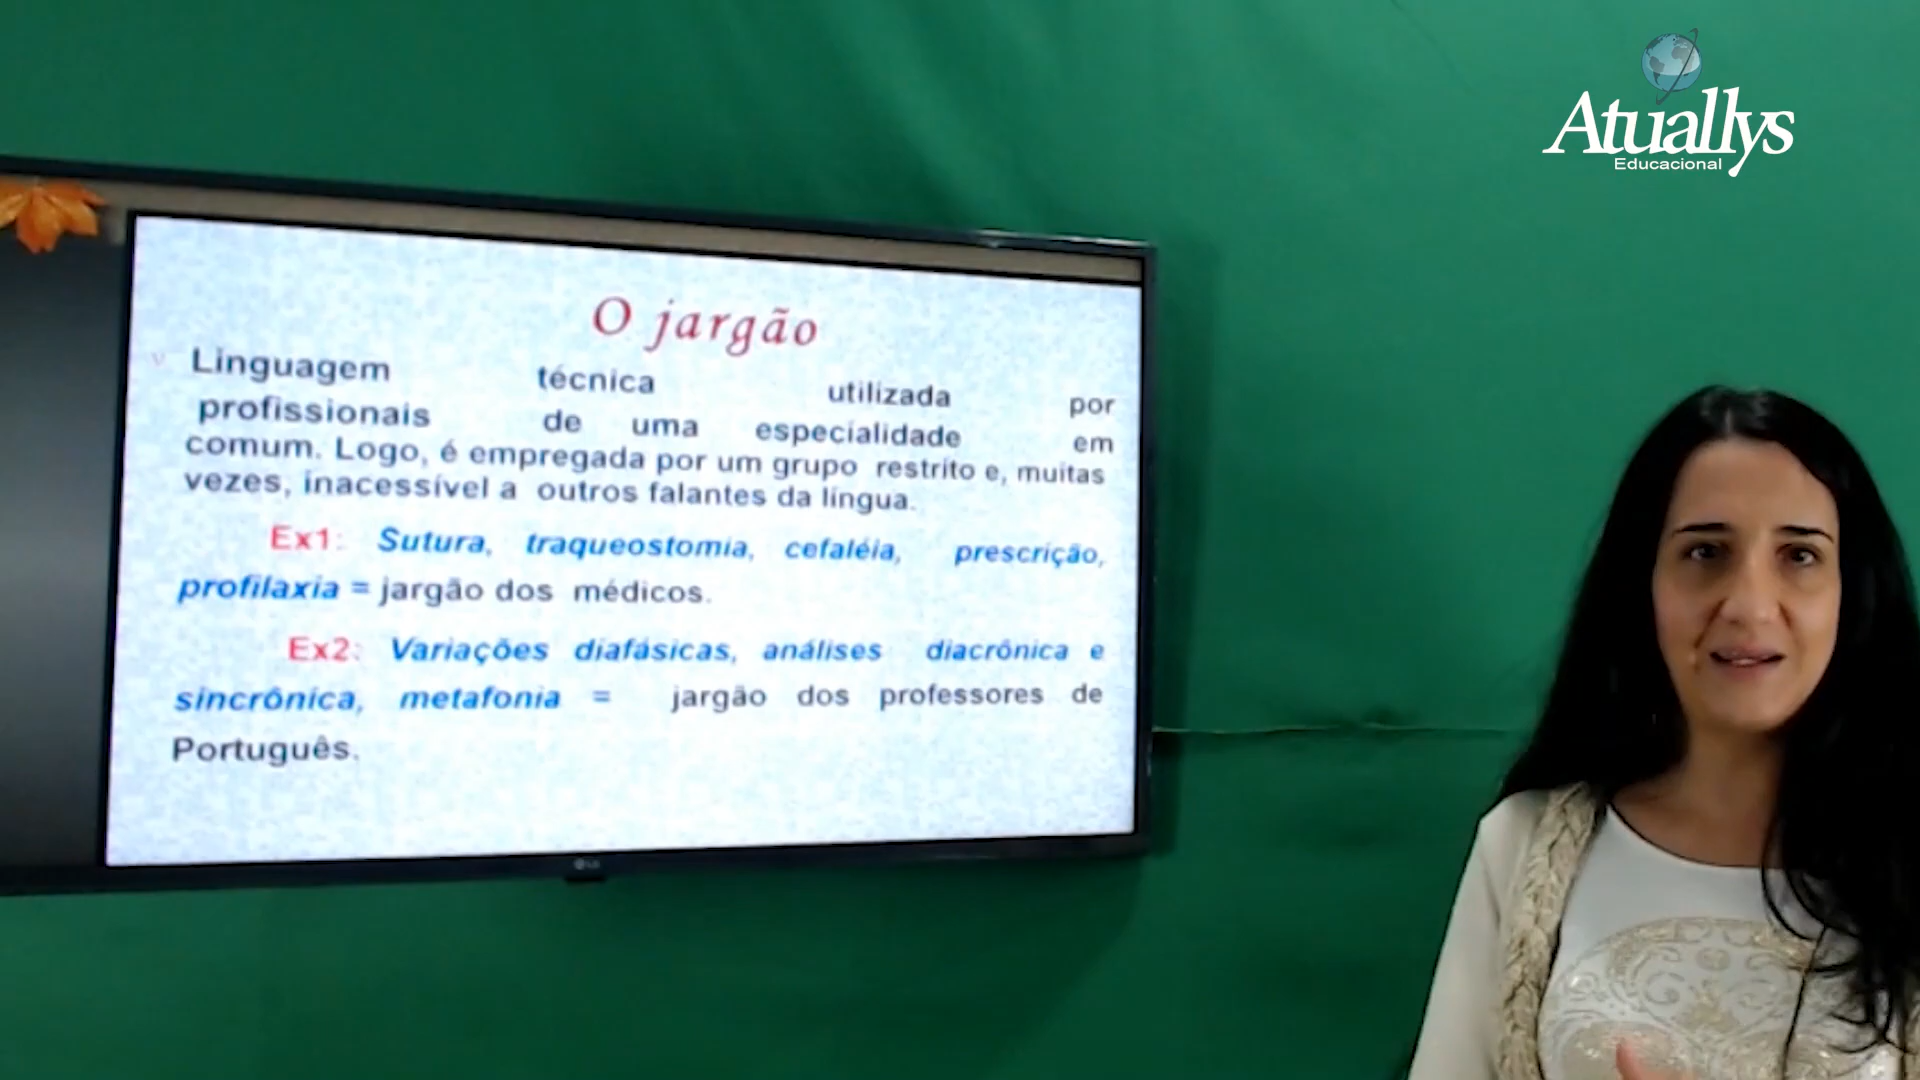 Atuallys
Educacional
O jargão
Linguagem técnica utilizada por
profissionais de uma especialidade em
comum. Logo, é empregada por um grupo restrito e, muitas
vezes, inacessível a outros falantes da língua.
Ex1: Sutura, traqueostomia, cefaléia, prescrição,
profilaxia = jargão dos médicos.
Ex2: Variações diafásicas, análises diacrônica e
sincrônica, metafonia = jargão dos professores de
Português.
LG